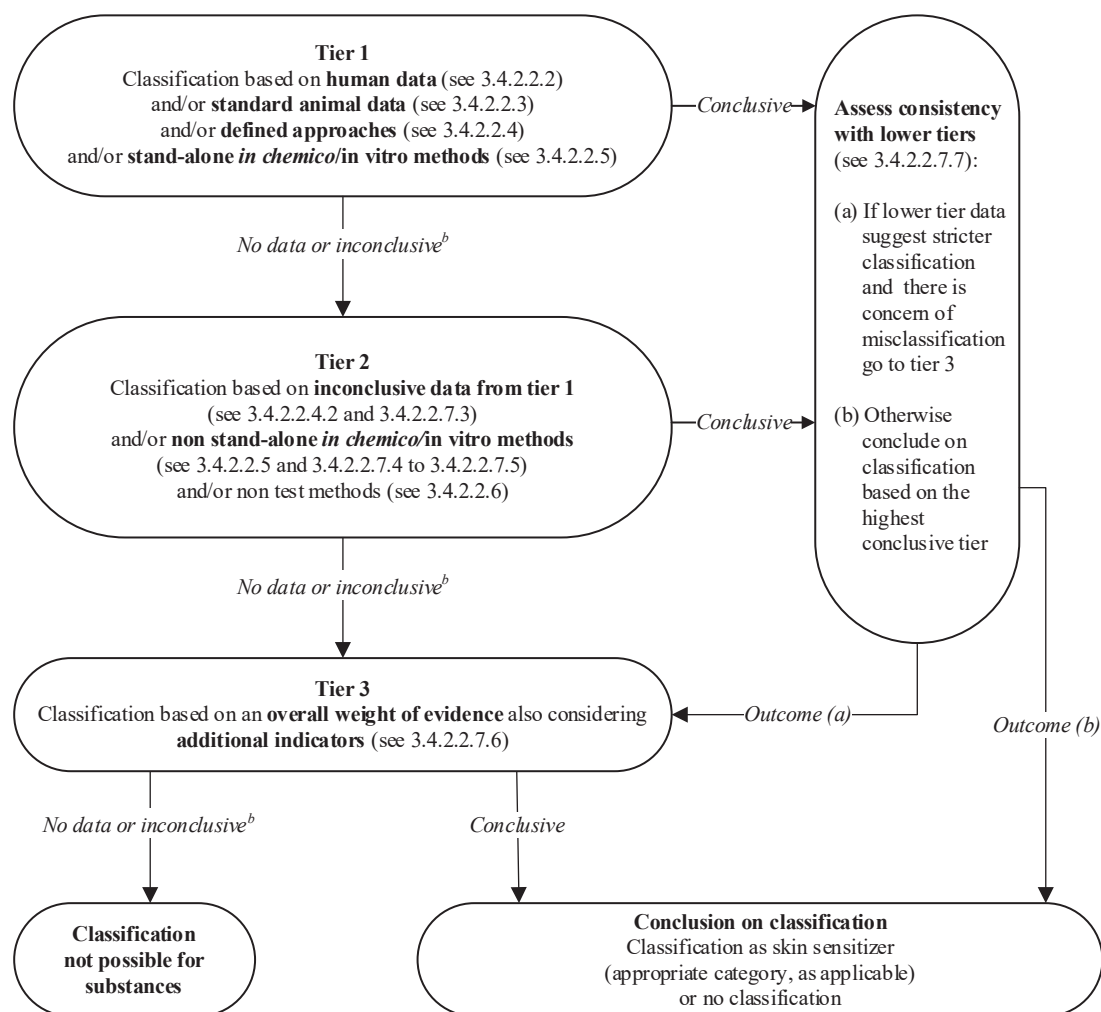 Tier 1
Classification based on human data (see 3.4.2.2.2)
and/or standard animal data (see 3.4.2.2.3)
and/or defined approaches (see 3.4.2.2.4)
and/or stand-alone in chemico/in vitro methods (see 3.4.2.2.5)
Conclusive
Assess consistency
with lower tiers
(see 3.4.2.2.7.7):
(a) If lower tier data
suggest stricter
classification
and there is
concern of
misclassification
go to tier 3
(b) Otherwise
conclude on
classification
based on the
highest
conclusive tier
No data or inconclusiveb
Tier 2
Classification based on inconclusive data from tier 1
(see 3.4.2.2.4.2 and 3.4.2.2.7.3)
and/or non stand-alone in chemico/in vitro methods
(see 3.4.2.2.5 and 3.4.2.2.7.4 to 3.4.2.2.7.5)
and/or non test methods (see 3.4.2.2.6)
Conclusive
No data or inconclusiveb
Tier 3
Classification based on an overall weight of evidence also considering
additional indicators (see 3.4.2.2.7.6)
Outcome (a)
Outcome (b)
No data or inconclusiveb
Conclusive
Classification
not possible for
substances
Conclusion on classification
Classification as skin sensitizer
(appropriate category, as applicable)
or no classification